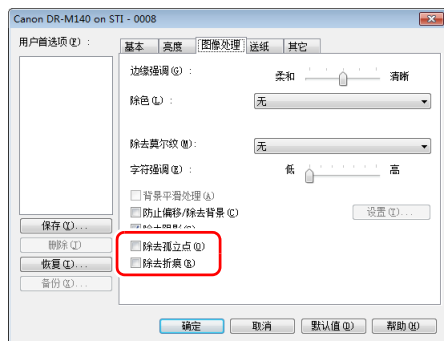 Canon DR-M140 on STI - 0008
用户首选项(P) :
基本 亮度 图像处理 送纸 其它
边缘强调(G) : 柔和 清晰
除色(L) : 无
除去莫尔纹(M): 无
字符强调(E) : 低 高
背景平滑处理(A)
防止偏移/除去背景(C) 设置(T)...
保存(V)...
除去孤立点(O)
删除(J)
除去折痕(R)
恢复(I)...
备份(X)...
确定 取消 默认值(D) 帮助(H)